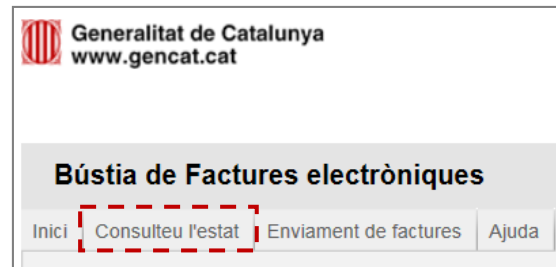 Generalitat de Catalunya
www.gencat.cat
Bústia de Factures electròniques
Inici Consulteu l'estat Enviament de factures Ajuda